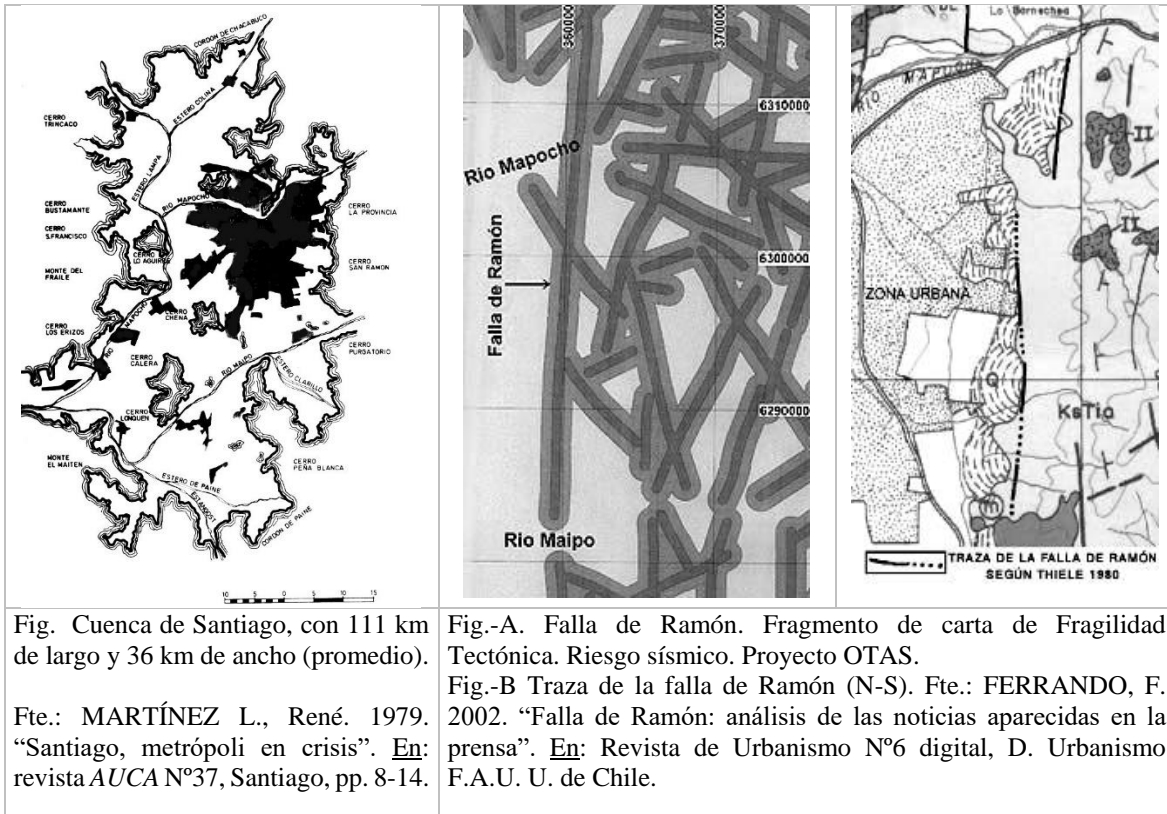 CORDON DE CHACABUCO
ESTERO COLINA
CERRO
TRINCADO
ESTERO LAMPA
CERRO
BUSTAMANTE
CERRO
S.FRANCISCO
RIO MAPOCHO
CERRO
LA PROVINCIA
CERRO
LO AGUIRRE
MONTE DEL
FRAILE
CERRO
SAN RAMON
CERRO
LOS ERIZOS
RIO MAPOCHO
CERRO
CHENA
CERRO
CALERA
RIO MAIPO
CERRO
PURGATORIO
ESTERO CLARILLO
CERRO
LONQUEN
MONTE
EL MAITEN
CERRO
PEÑA BLANCA
ESTERO DE PAINE
CORDON DE PAINE
10 5 0 5 10 15
360000
370000
6310000
Rio Mapocho
Falla de Ramón
6300000
6290000
Rio Maipo
Lo Barnechea
RIO MAPOCHO
II
II
ZONA URBANA
Q
KsTia
TRAZA DE LA FALLA DE RAMÓN
SEGÚN THIELE 1980
Fig. Cuenca de Santiago, con 111 km
de largo y 36 km de ancho (promedio).
Fte.: MARTÍNEZ L., René. 1979.
“Santiago, metrópoli en crisis”. En:
revista AUCA Nº37, Santiago, pp. 8-14.
Fig.-A. Falla de Ramón. Fragmento de carta de Fragilidad
Tectónica. Riesgo sísmico. Proyecto OTAS.
Fig.-B Traza de la falla de Ramón (N-S). Fte.: FERRANDO, F.
2002. “Falla de Ramón: análisis de las noticias aparecidas en la
prensa”. En: Revista de Urbanismo Nº6 digital, D. Urbanismo
F.A.U. U. de Chile.